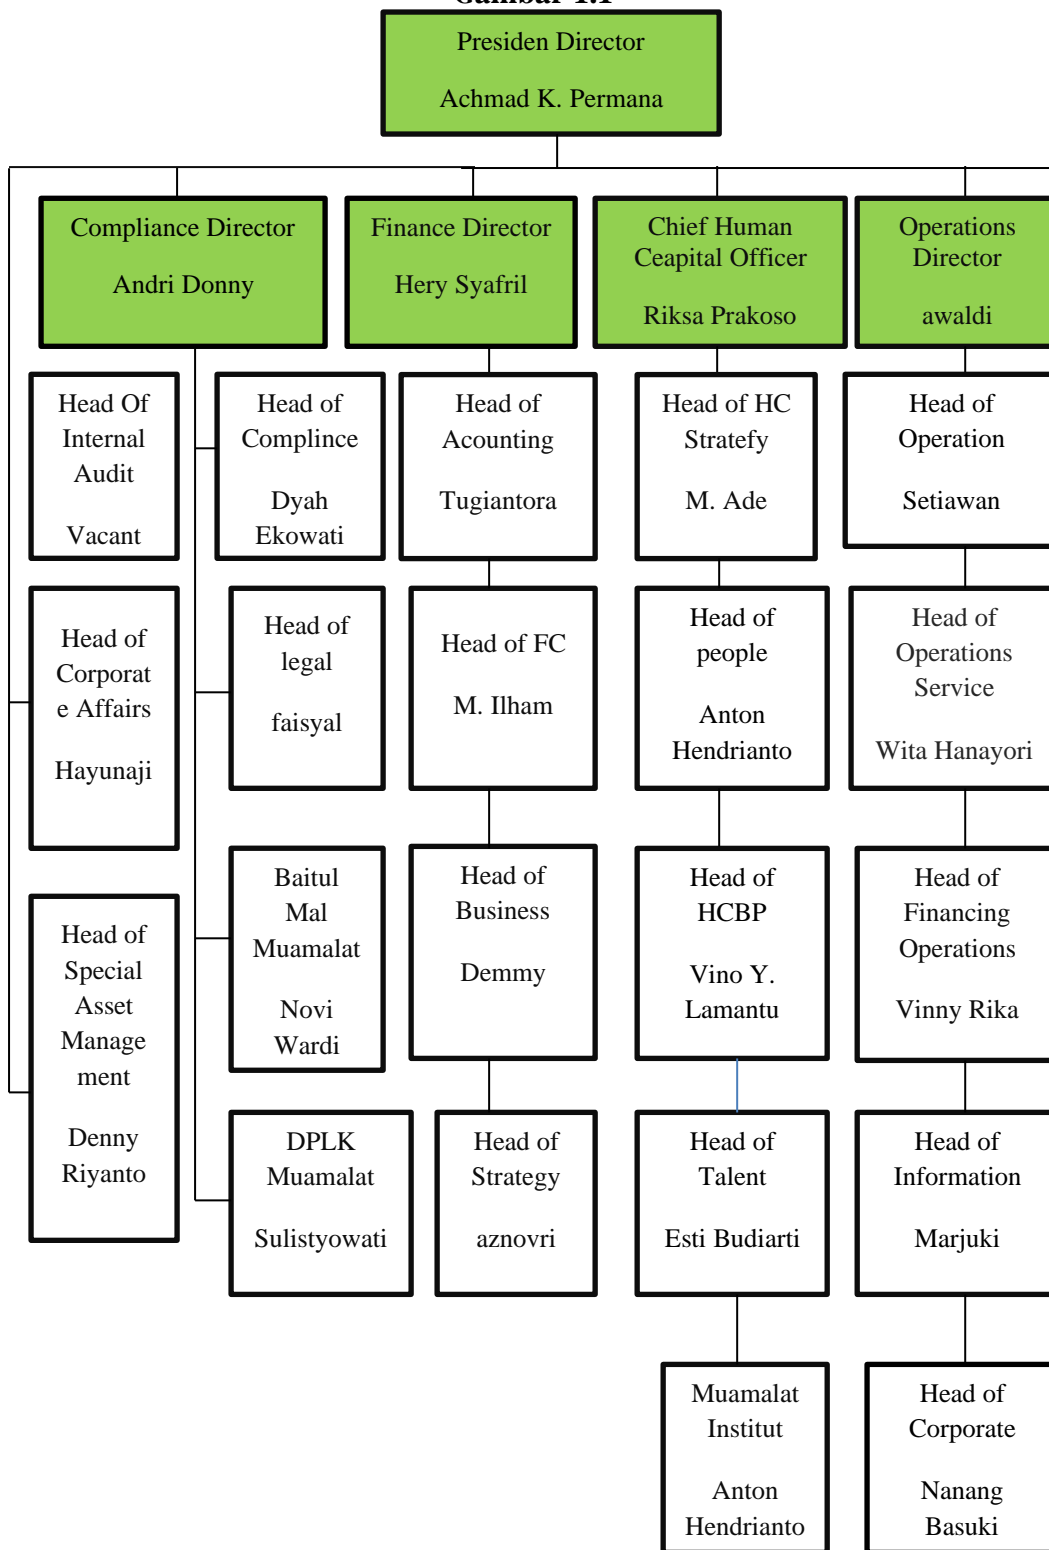 Gambar 1.1
Presiden Director
Achmad K. Permana
Compliance Director
Andri Donny
Finance Director
Hery Syafril
Chief Human
Ceapital Officer
Riksa Prakoso
Operations
Director
awaldi
Head Of
Internal
Audit
Vacant
Head of
Complince
Dyah
Ekowati
Head of
Acounting
Tugiantora
Head of HC
Stratefy
M. Ade
Head of
Operation
Setiawan
Head of
Corporat
e Affairs
Hayunaji
Head of
legal
faisyal
Head of FC
M. Ilham
Head of
people
Anton
Hendrianto
Head of
Operations
Service
Wita Hanayori
Head of
Special
Asset
Manage
ment
Denny
Riyanto
Baitul
Mal
Muamalat
Novi
Wardi
Head of
Business
Demmy
Head of
HCBP
Vino Y.
Lamantu
Head of
Financing
Operations
Vinny Rika
DPLK
Muamalat
Sulistyowati
Head of
Strategy
aznovri
Head of
Talent
Esti Budiarti
Head of
Information
Marjuki
Muamalat
Institut
Anton
Hendrianto
Head of
Corporate
Nanang
Basuki